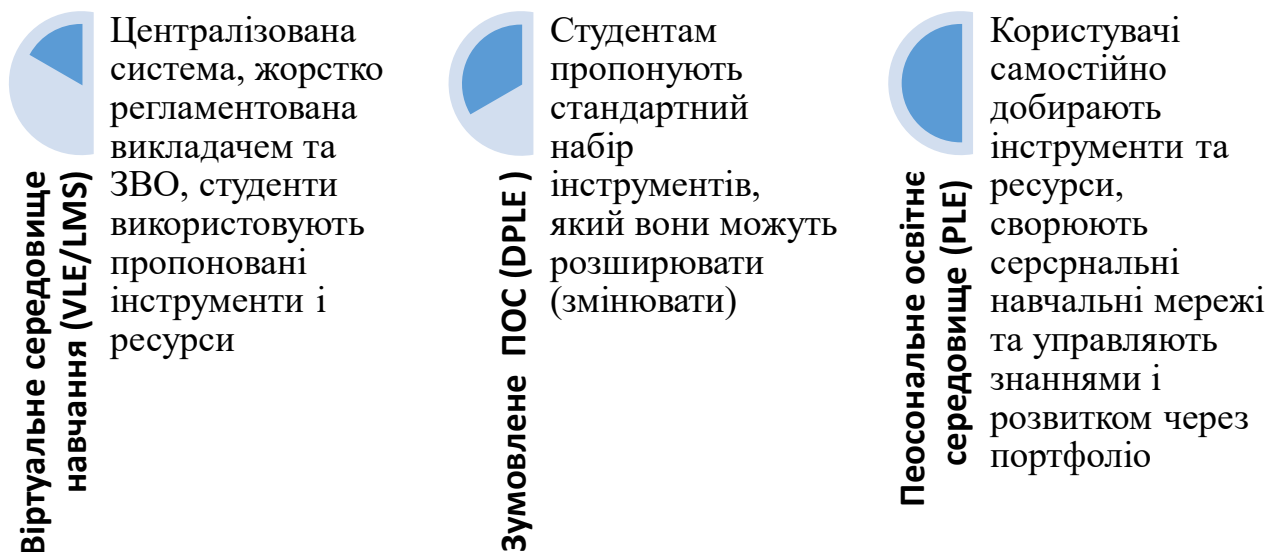 Віртуальне середовище
навчання (VLE/LMS)
Централізована
система, жорстко
регламентована
викладачем та
ЗВО, студенти
використовують
пропоновані
інструменти і
ресурси
Зумовлене ПОС (DPLE )
Студентам
пропонують
стандартний
набір
інструментів,
який вони можуть
розширювати
(змінювати)
Пеосональне освітнє
середовище (PLE)
Користувачі
самостійно
добирають
інструменти та
ресурси,
сворюють
серсрнальні
навчальні мережі
та управляють
знаннями і
розвитком через
портфоліо